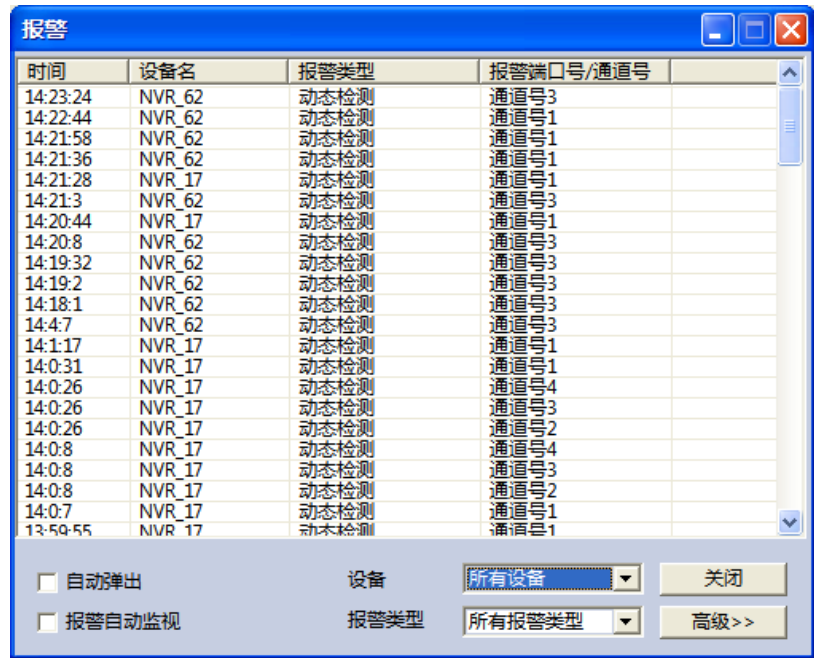 报警
时间 设备名 报警类型 报警端口号/通道号
14:23:24 NVR_62 动态检测 通道号3
14:22:44 NVR_62 动态检测 通道号1
14:21:58 NVR_62 动态检测 通道号1
14:21:36 NVR_62 动态检测 通道号1
14:21:28 NVR_17 动态检测 通道号1
14:21:3 NVR_62 动态检测 通道号3
14:20:44 NVR_17 动态检测 通道号1
14:20:8 NVR_62 动态检测 通道号3
14:19:32 NVR_62 动态检测 通道号3
14:19:2 NVR_62 动态检测 通道号3
14:18:1 NVR_62 动态检测 通道号3
14:4:7 NVR_62 动态检测 通道号3
14:1:17 NVR_17 动态检测 通道号1
14:0:31 NVR_17 动态检测 通道号1
14:0:26 NVR_17 动态检测 通道号4
14:0:26 NVR_17 动态检测 通道号3
14:0:26 NVR_17 动态检测 通道号2
14:0:8 NVR_17 动态检测 通道号4
14:0:8 NVR_17 动态检测 通道号3
14:0:8 NVR_17 动态检测 通道号2
14:0:7 NVR_17 动态检测 通道号1
13:59:55 NVR_17 动态检测 通道号1
自动弹出 设备 所有设备 关闭
报警自动监视 报警类型 所有报警类型 高级>>